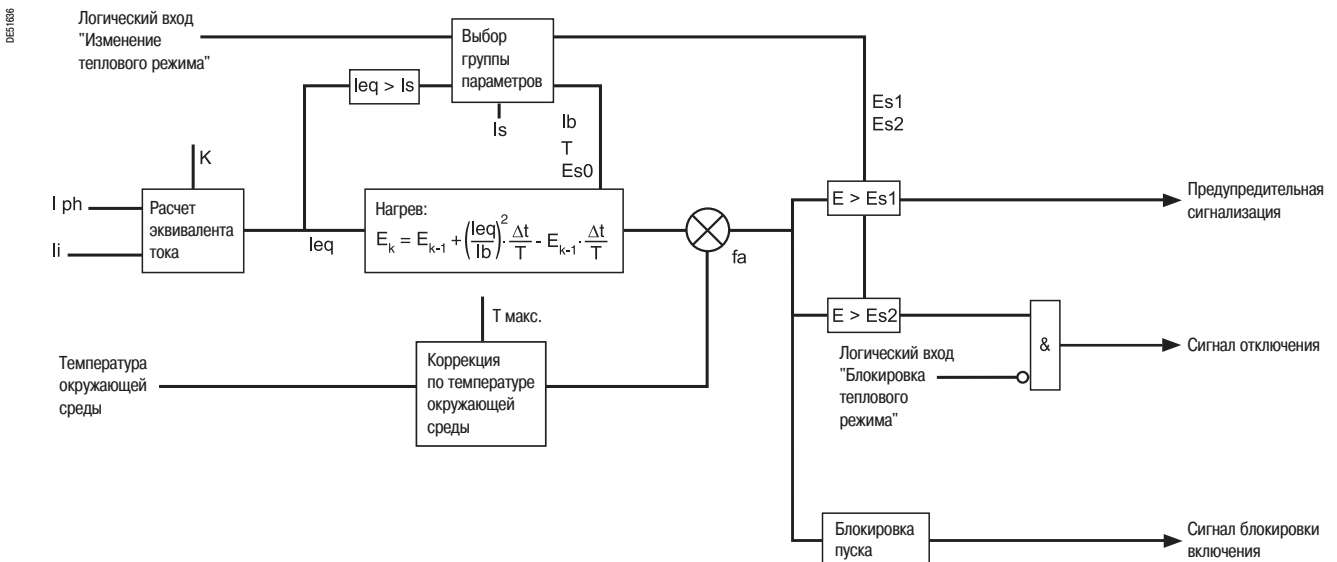 DE51636
Логический вход
"Изменение
теплового режима"
Выбор
группы
параметров
Ieq > Is
Is
Ib
T
Es0
Es1
Es2
K
I ph
Ii
Расчет
эквивалента
тока
Ieq
Нагрев:
E_k = E_{k-1} + (Ieq/Ib)^2 · Δt/T - E_{k-1} · Δt/T
fa
E > Es1
Предупредительная
сигнализация
T макс.
E > Es2
&
Сигнал отключения
Логический вход
"Блокировка
теплового
режима"
Температура
окружающей
среды
Коррекция
по температуре
окружающей
среды
Блокировка
пуска
Сигнал блокировки
включения